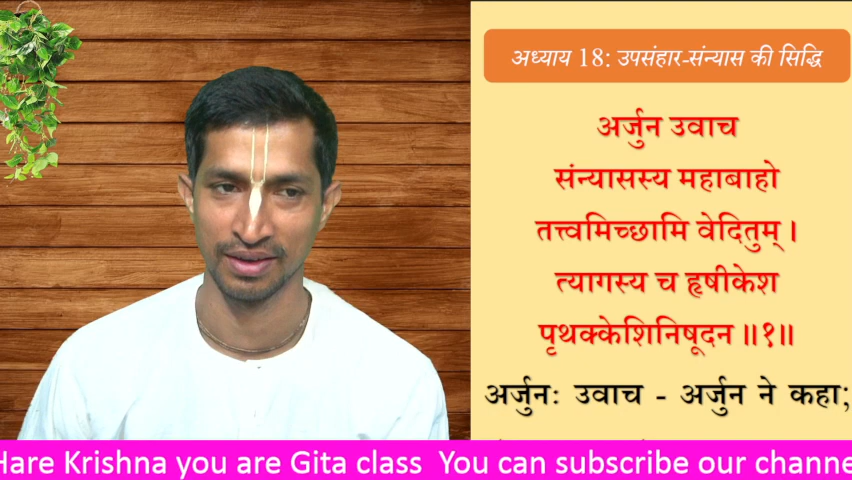 अध्याय 18: उपसंहार-संन्यास की सिद्धि
अर्जुन उवाच
संन्यासस्य महाबाहो
तत्त्वमिच्छामि वेदितुम् ।
त्यागस्य च हृषीकेश
पृथक्केशिनिषूदन ॥१॥
अर्जुनः उवाच - अर्जुन ने कहा;
Hare Krishna you are Gita class You can subscribe our channe